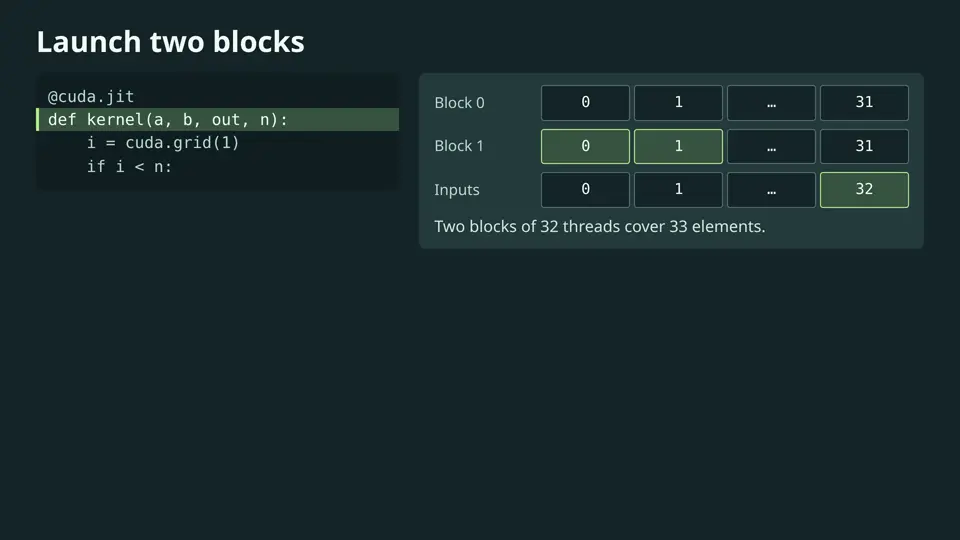 Launch two blocks
@cuda.jit
def kernel(a, b, out, n):
    i = cuda.grid(1)
    if i < n:
Block 0 0 1 … 31
Block 1 0 1 … 31
Inputs 0 1 … 32
Two blocks of 32 threads cover 33 elements.